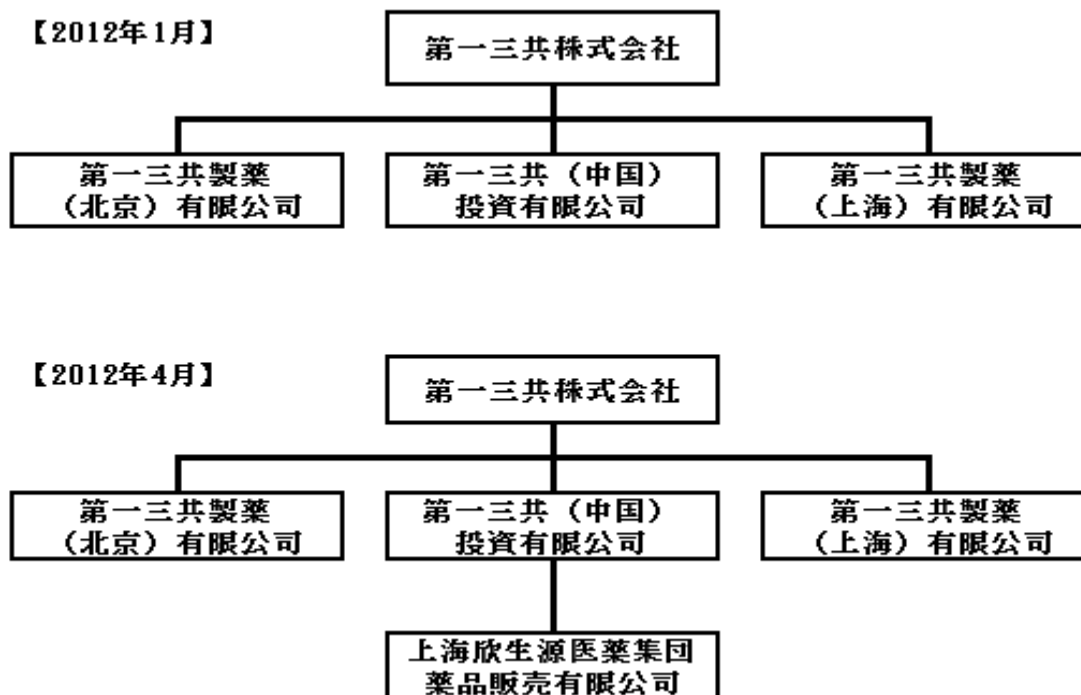 【2012年1月】
第一三共株式会社
第一三共製薬
（北京）有限公司
第一三共（中国）
投資有限公司
第一三共製薬
（上海）有限公司
【2012年4月】
第一三共株式会社
第一三共製薬
（北京）有限公司
第一三共（中国）
投資有限公司
第一三共製薬
（上海）有限公司
上海欣生源医薬集団
薬品販売有限公司